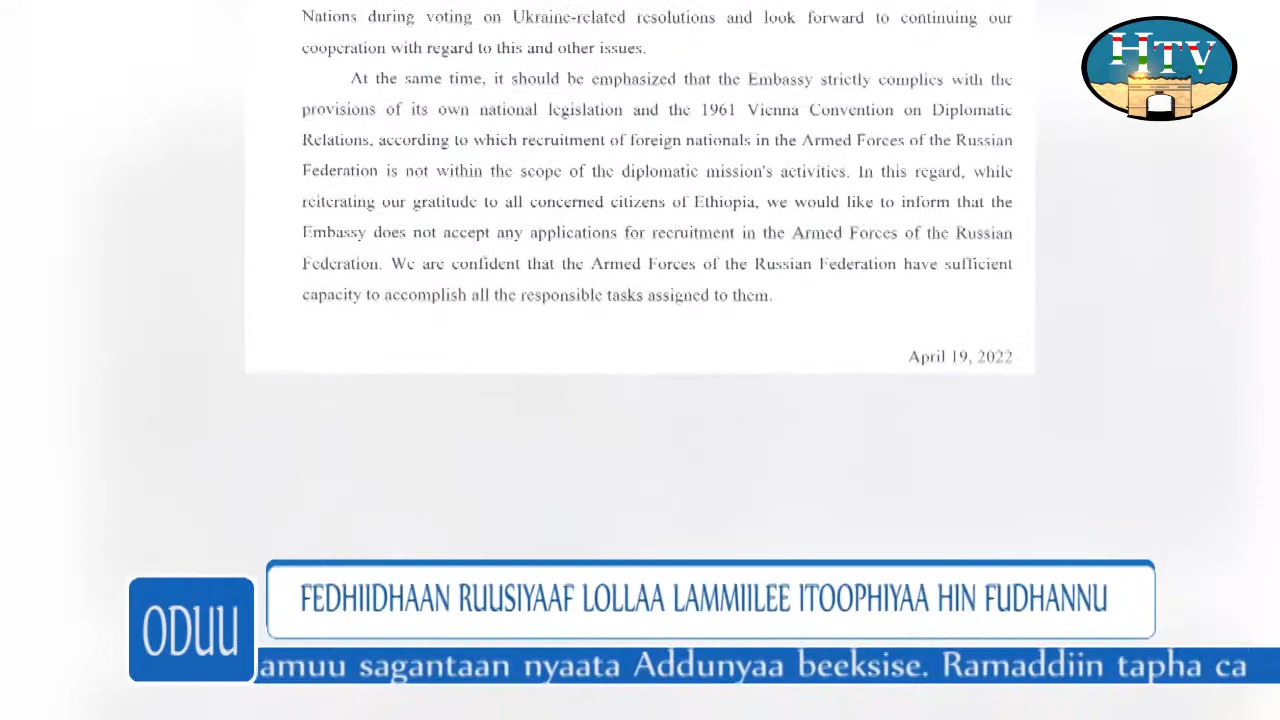 Nations during voting on Ukraine-related resolutions and look forward to continuing our
cooperation with regard to this and other issues.
At the same time, it should be emphasized that the Embassy strictly complies with the
provisions of its own national legislation and the 1961 Vienna Convention on Diplomatic
Relations, according to which recruitment of foreign nationals in the Armed Forces of the Russian
Federation is not within the scope of the diplomatic mission's activities. In this regard, while
reiterating our gratitude to all concerned citizens of Ethiopia, we would like to inform that the
Embassy does not accept any applications for recruitment in the Armed Forces of the Russian
Federation. We are confident that the Armed Forces of the Russian Federation have sufficient
capacity to accomplish all the responsible tasks assigned to them.
April 19, 2022
HTV
ODUU
FEDHIIDHAAN RUUSIYAAF LOLLAA LAMMIILEE ITOOPHIYAA HIN FUDHANNU
amuu sagantaan nyaata Addunyaa beeksise. Ramaddiin tapha ca